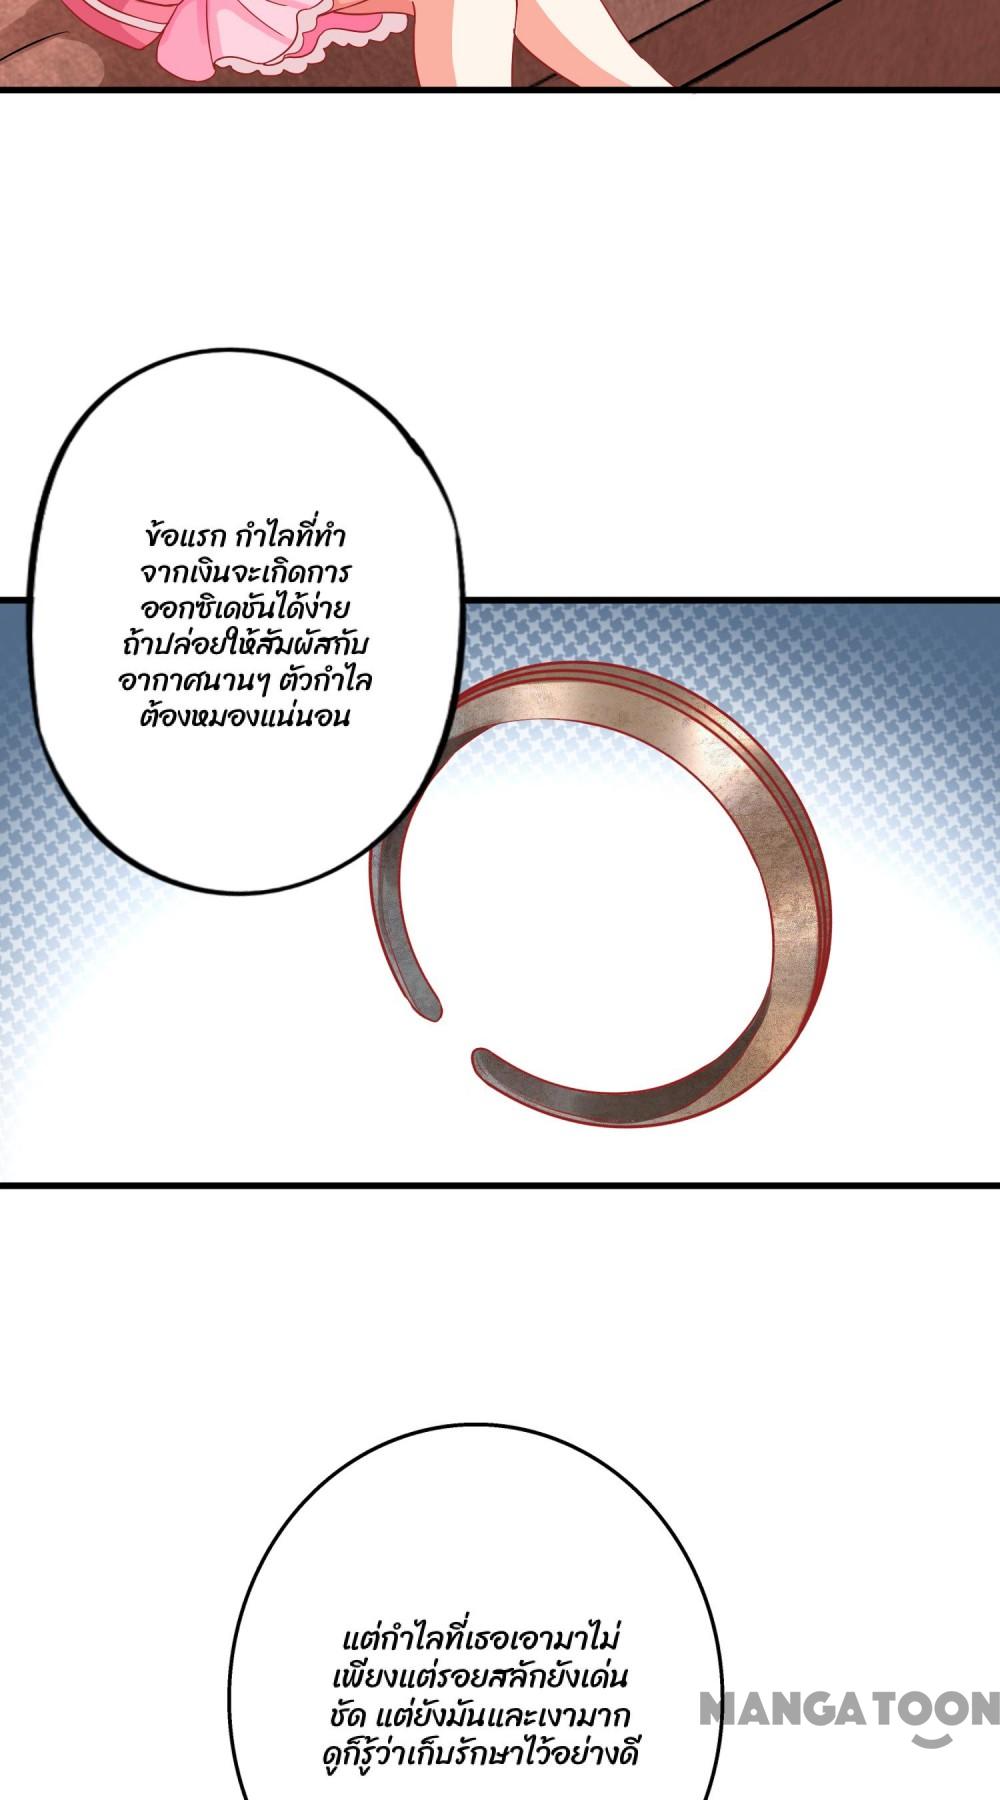 ข้อแรก กำไลที่ทำ
จากเงินจะเกิดการ
ออกซิเดชันได้ง่าย
ถ้าปล่อยให้สัมผัสกับ
อากาศนานๆ ตัวกำไล
ต้องหมองแน่นอน
แต่กำไลที่เธอเอามาไม่
เพียงแต่รอยสลักยังเด่น
ชัด แต่ยังมันและเงามาก
ดูก็รู้ว่าเก็บรักษาไว้อย่างดี
MANGATOON